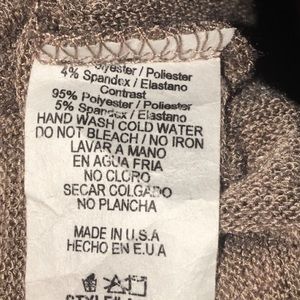 Polyester / Poliester
4% Spandex / Elastano
Contrast
95% Polyester / Poliester
5% Spandex / Elastano
HAND WASH COLD WATER
DO NOT BLEACH / NO IRON
LAVAR A MANO
EN AGUA FRIA
NO CLORO
SECAR COLGADO
NO PLANCHA
MADE IN U.S.A
HECHO EN E.U.A